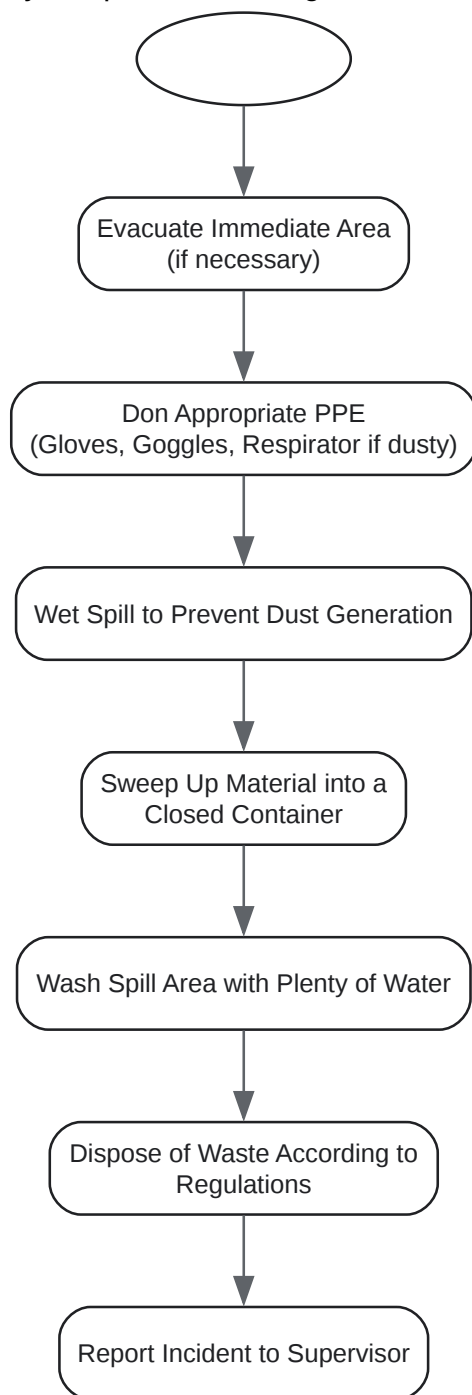 Evacuate Immediate Area
(if necessary)
Don Appropriate PPE
(Gloves, Goggles, Respirator if dusty)
Wet Spill to Prevent Dust Generation
Sweep Up Material into a
Closed Container
Wash Spill Area with Plenty of Water
Dispose of Waste According to
Regulations
Report Incident to Supervisor